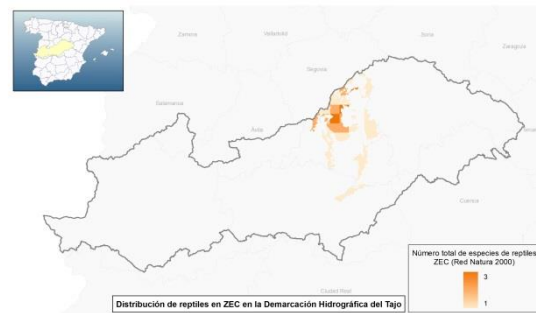 Zamora
Valladolid
Soria
Zaragoza
Segovia
Salamanca
Ávila
Teruel
Cuenca
Ciudad Real
Número total de especies de reptiles
ZEC (Red Natura 2000)
3
1
Distribución de reptiles en ZEC en la Demarcación Hidrográfica del Tajo